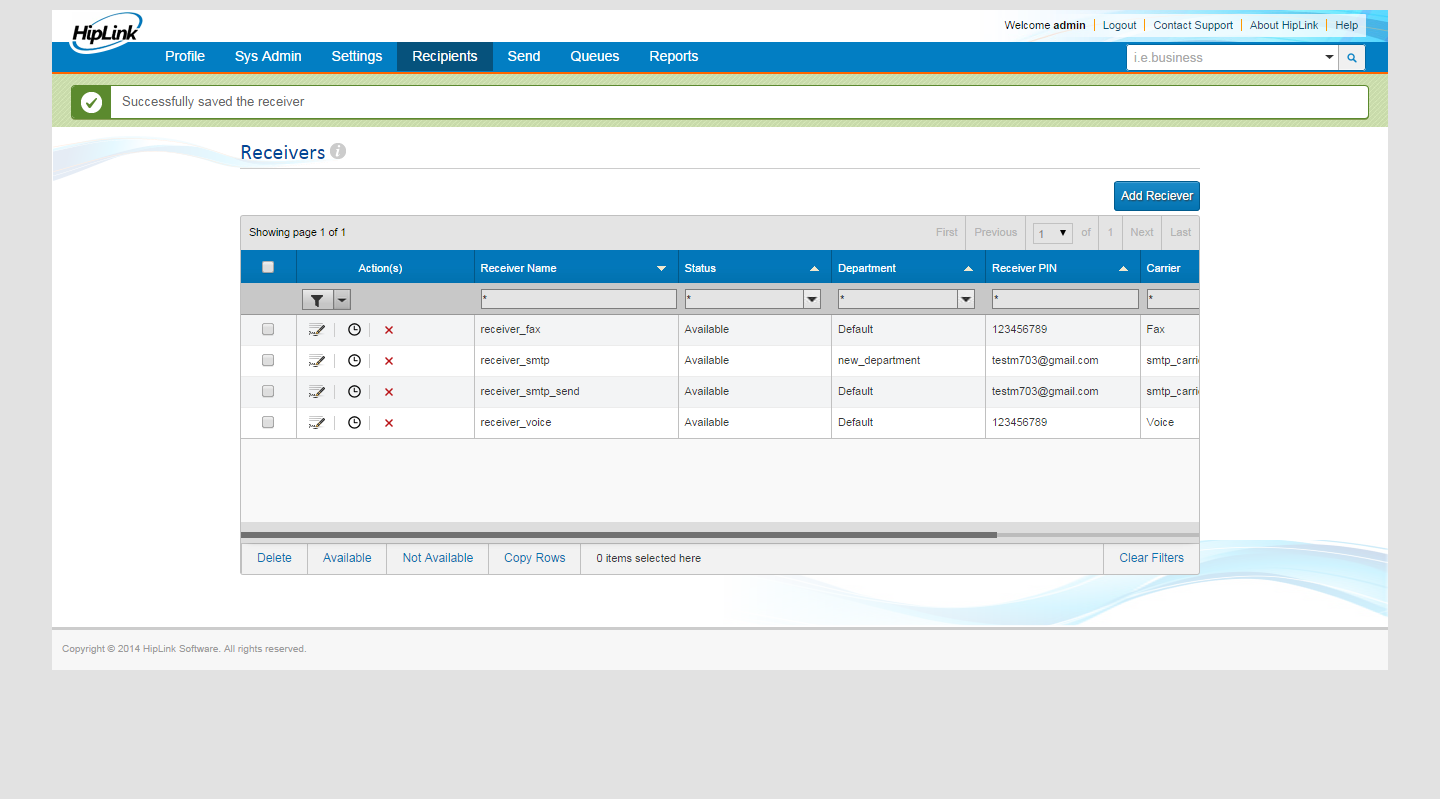 HipLink
Welcome admin Logout Contact Support About HipLink Help
Profile Sys Admin Settings Recipients Send Queues Reports i.e.business
Successfully saved the receiver
Receivers i
Add Reciever
Showing page 1 of 1 First Previous 1 of 1 Next Last
Action(s) Receiver Name Status Department Receiver PIN Carrier
* * * * *
receiver_fax Available Default 123456789 Fax
receiver_smtp Available new_department testm703@gmail.com smtp_carri
receiver_smtp_send Available Default testm703@gmail.com smtp_carri
receiver_voice Available Default 123456789 Voice
Delete Available Not Available Copy Rows 0 items selected here Clear Filters
Copyright © 2014 HipLink Software. All rights reserved.